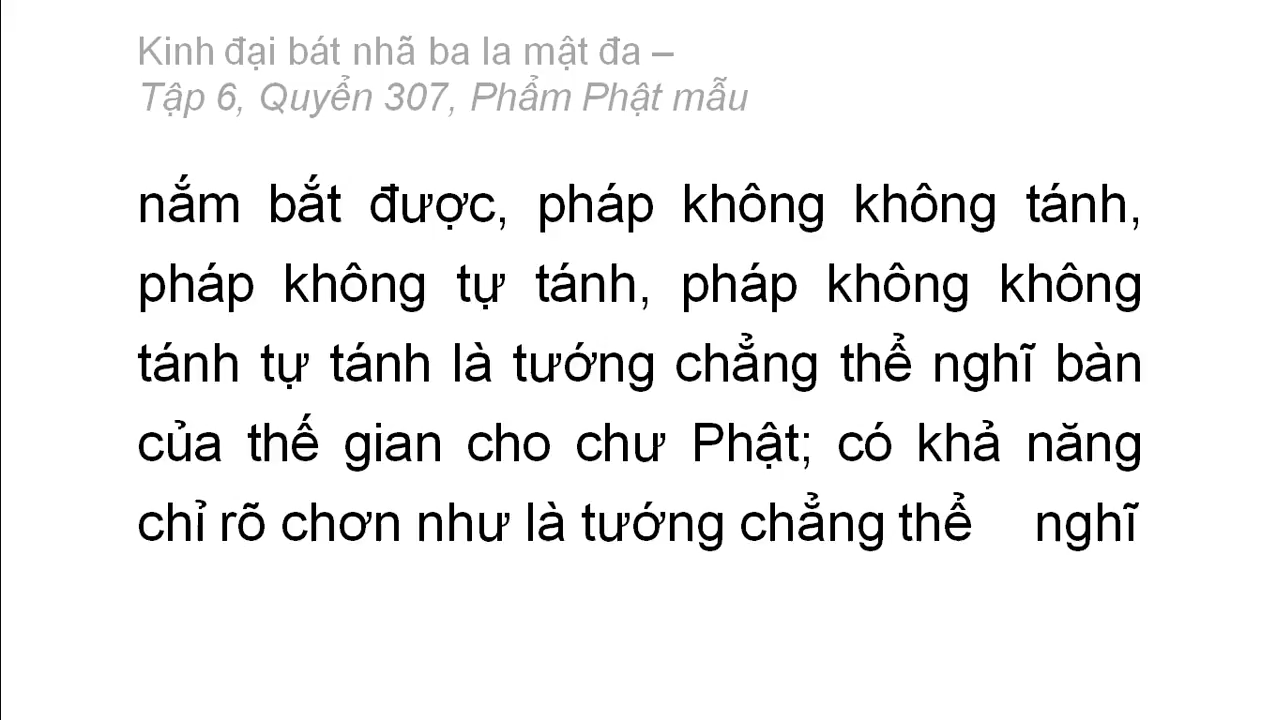 Kinh đại bát nhã ba la mật đa –
Tập 6, Quyển 307, Phẩm Phật mẫu
nắm bắt được, pháp không không tánh,
pháp không tự tánh, pháp không không
tánh tự tánh là tướng chẳng thể nghĩ bàn
của thế gian cho chư Phật; có khả năng
chỉ rõ chơn như là tướng chẳng thể nghĩ